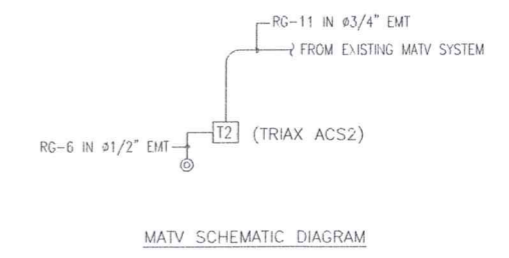 RG-11 IN ø3/4" EMT
FROM EXISTING MATV SYSTEM
T2 (TRIAX ACS2)
RG-6 IN ø1/2" EMT
MATV SCHEMATIC DIAGRAM